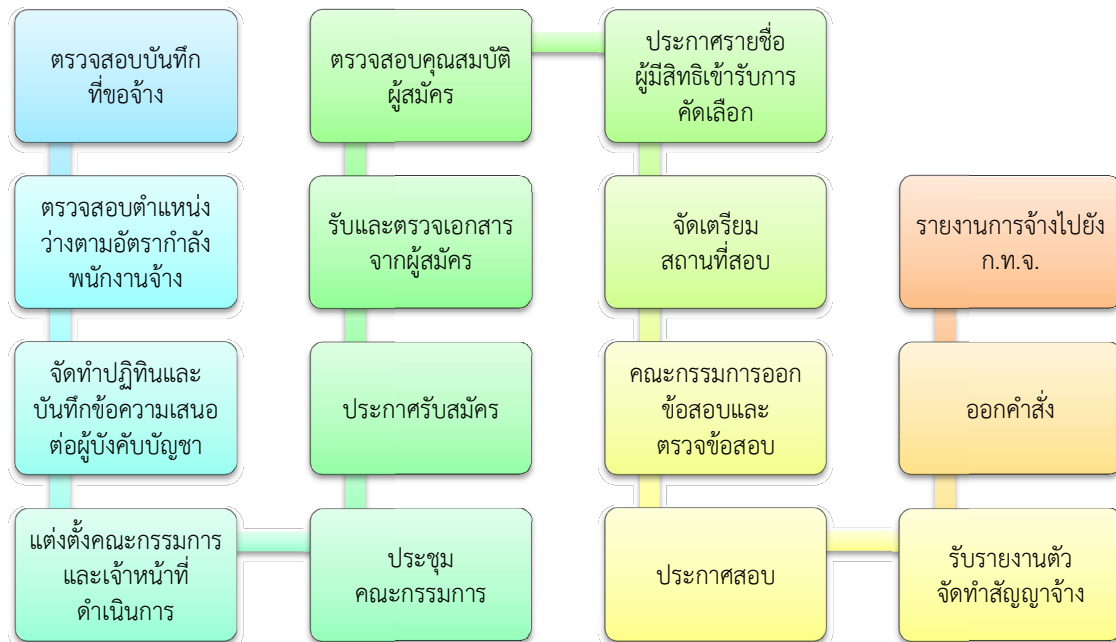 ตรวจสอบบันทึก
ที่ขอจ้าง
ตรวจสอบตำแหน่ง
ว่างตามอัตรากำลัง
พนักงานจ้าง
จัดทำปฏิทินและ
บันทึกข้อความเสนอ
ต่อผู้บังคับบัญชา
แต่งตั้งคณะกรรมการ
และเจ้าหน้าที่
ดำเนินการ
ประชุม
คณะกรรมการ
ประกาศรับสมัคร
รับและตรวจเอกสาร
จากผู้สมัคร
ตรวจสอบคุณสมบัติ
ผู้สมัคร
ประกาศรายชื่อ
ผู้มีสิทธิเข้ารับการ
คัดเลือก
จัดเตรียม
สถานที่สอบ
คณะกรรมการออก
ข้อสอบและ
ตรวจข้อสอบ
ประกาศสอบ
รับรายงานตัว
จัดทำสัญญาจ้าง
ออกคำสั่ง
รายงานการจ้างไปยัง
ก.ท.จ.